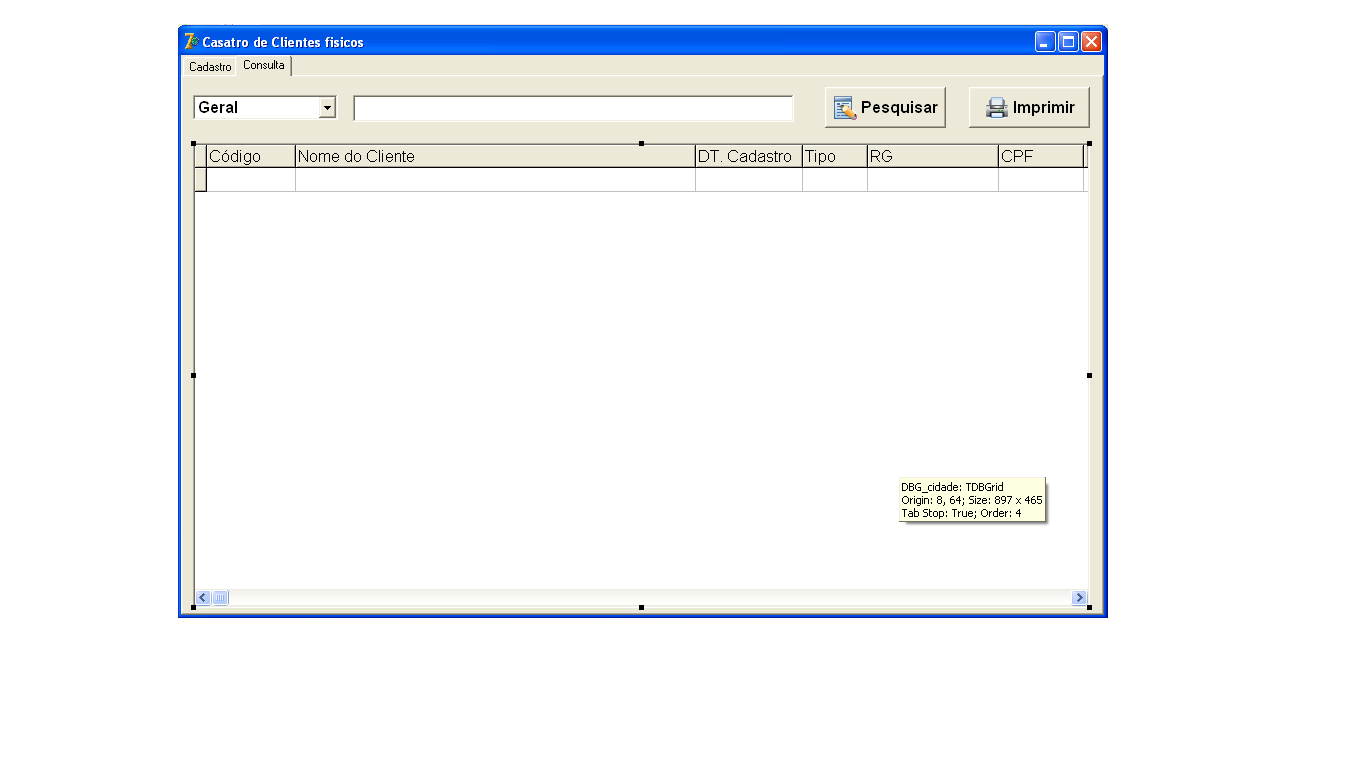 Casatro de Clientes fisicos
Cadastro Consulta
Geral Pesquisar Imprimir
Código Nome do Cliente DT. Cadastro Tipo RG CPF
DBG_cidade: TDBGrid
Origin: 8, 64; Size: 897 x 465
Tab Stop: True; Order: 4